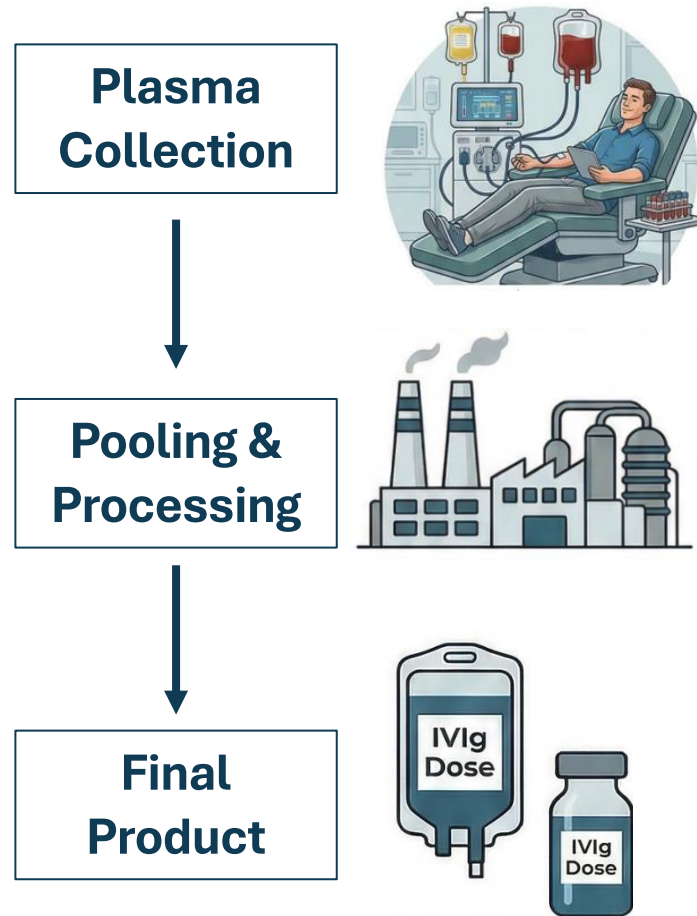 Plasma
Collection
Pooling &
Processing
IVIg
Dose
Final
Product
IVIg
Dose